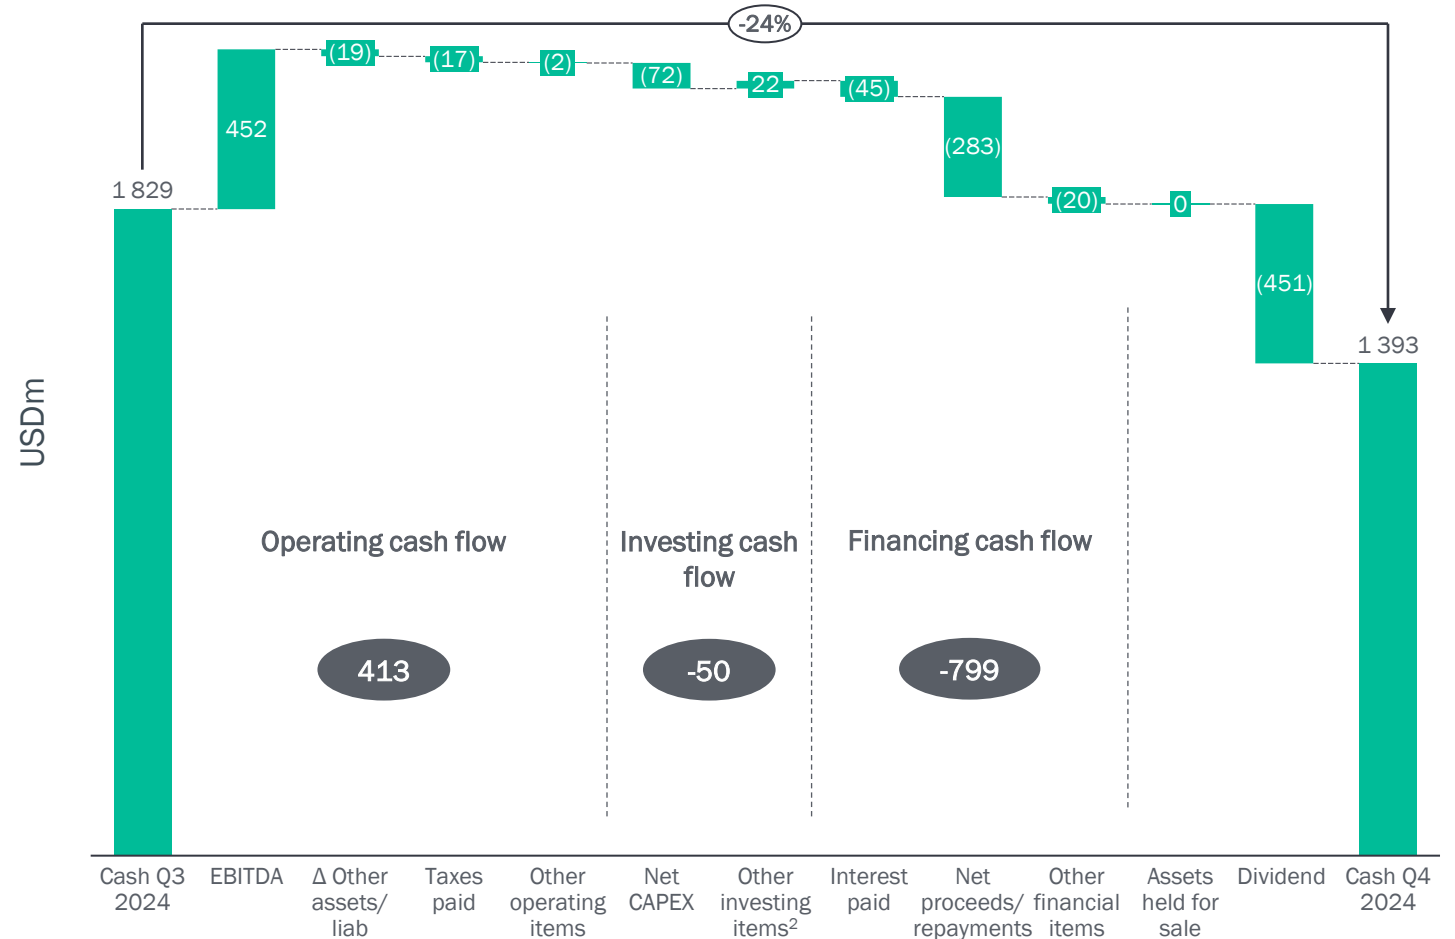 -24%
(19)
(17)
(2)
(72)
22
(45)
452
(283)
1 829
(20)
0
(451)
1 393
USDm
Operating cash flow
Investing cash
flow
Financing cash flow
413
-50
-799
Cash Q3
2024
EBITDA
Δ Other
assets/
liab
Taxes
paid
Other
operating
items
Net
CAPEX
Other
investing
items²
Interest
paid
Net
proceeds/
repayments
Other
financial
items
Assets
held for
sale
Dividend
Cash Q4
2024